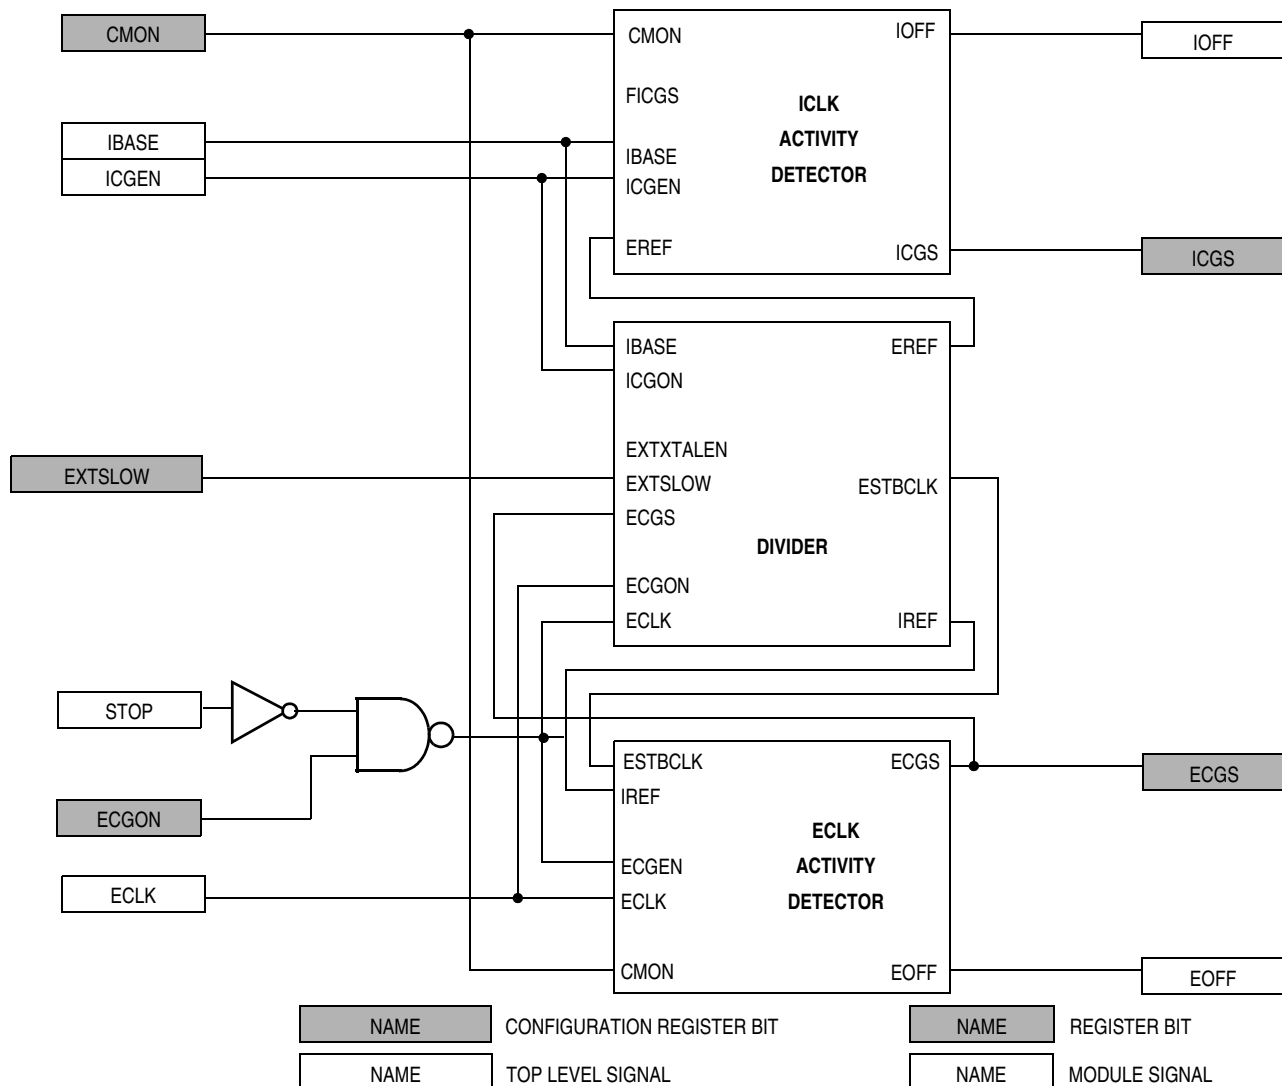 CMON
IBASE
ICGEN
EXTSLOW
STOP
ECGON
ECLK
CMON
FICGS
IBASE
ICGEN
EREF
IOFF
ICGS
ICLK
ACTIVITY
DETECTOR
IBASE
ICGON
EXTXTALEN
EXTSLOW
ECGS
ECGON
ECLK
EREF
ESTBCLK
IREF
DIVIDER
ESTBCLK
IREF
ECGEN
ECLK
CMON
ECGS
EOFF
ECLK
ACTIVITY
DETECTOR
IOFF
ICGS
ECGS
EOFF
NAME CONFIGURATION REGISTER BIT
NAME TOP LEVEL SIGNAL
NAME REGISTER BIT
NAME MODULE SIGNAL